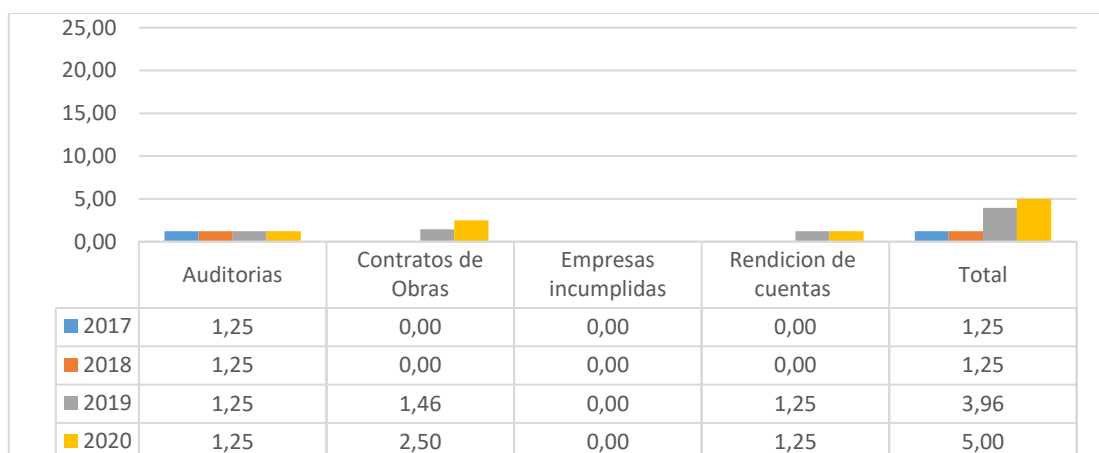 25,00
20,00
15,00
10,00
5,00
0,00
Auditorias
Contratos de
Obras
Empresas
incumplidas
Rendicion de
cuentas
Total
2017 1,25 0,00 0,00 0,00 1,25
2018 1,25 0,00 0,00 0,00 1,25
2019 1,25 1,46 0,00 1,25 3,96
2020 1,25 2,50 0,00 1,25 5,00